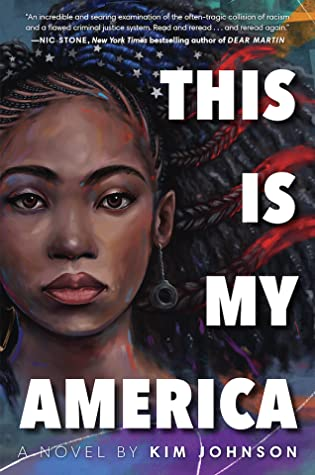 "An incredible and searing examination of the often-tragic collision of racism
and a flawed criminal justice system. Read and reread . . . and reread again."
—NIC STONE, New York Times bestselling author of DEAR MARTIN
THIS
IS
MY
AMERICA
A NOVEL BY KIM JOHNSON